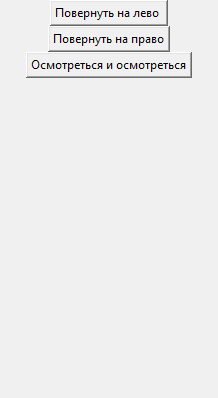 Повернуть на лево
Повернуть на право
Осмотреться и осмотреться